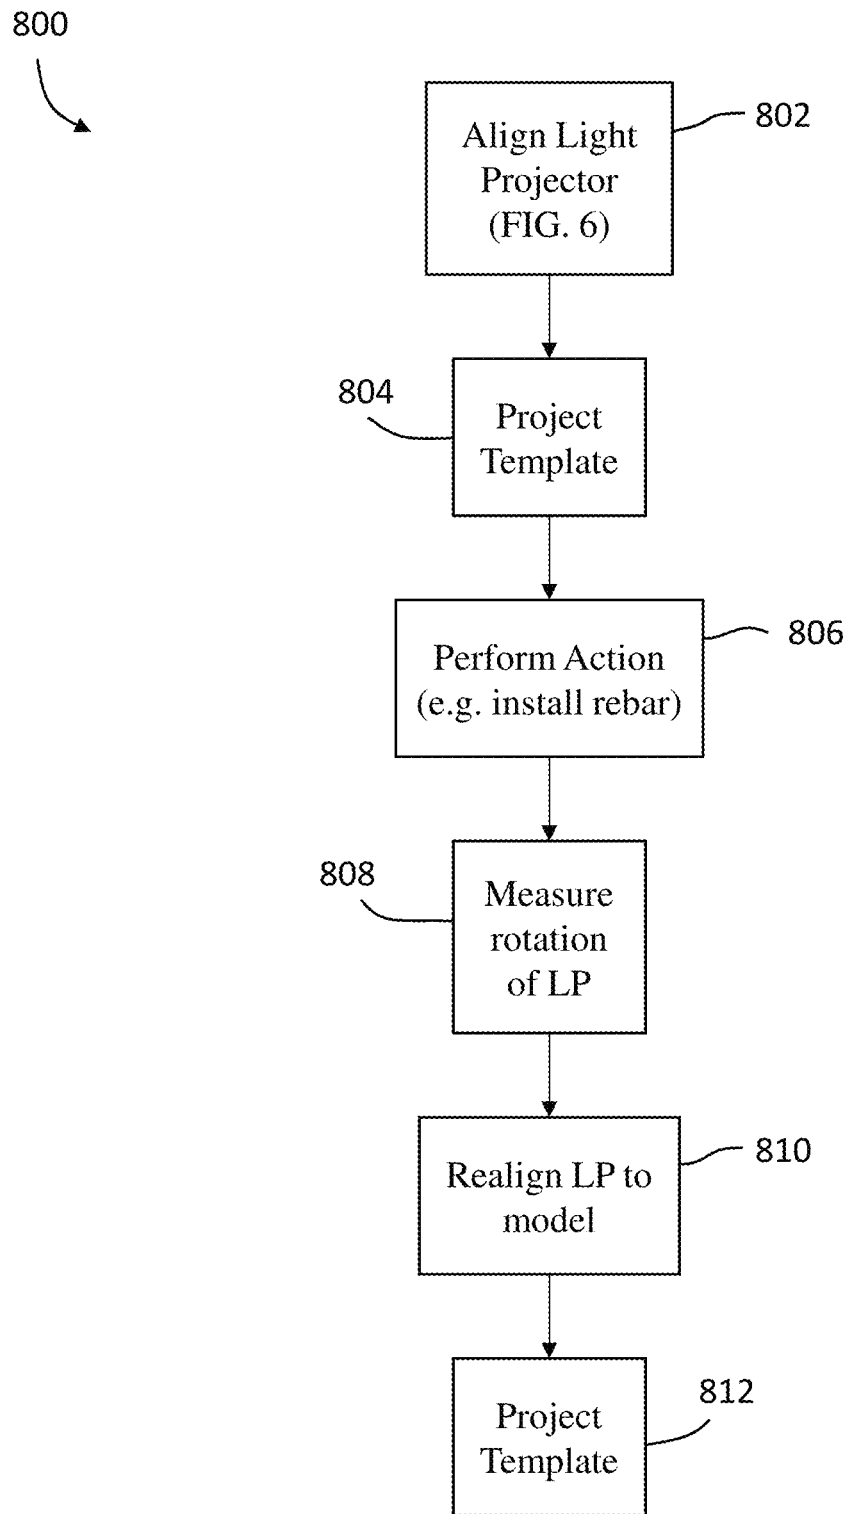 800
802
Align Light
Projector
(FIG. 6)
804
Project
Template
806
Perform Action
(e.g. install rebar)
808
Measure
rotation
of LP
810
Realign LP to
model
812
Project
Template